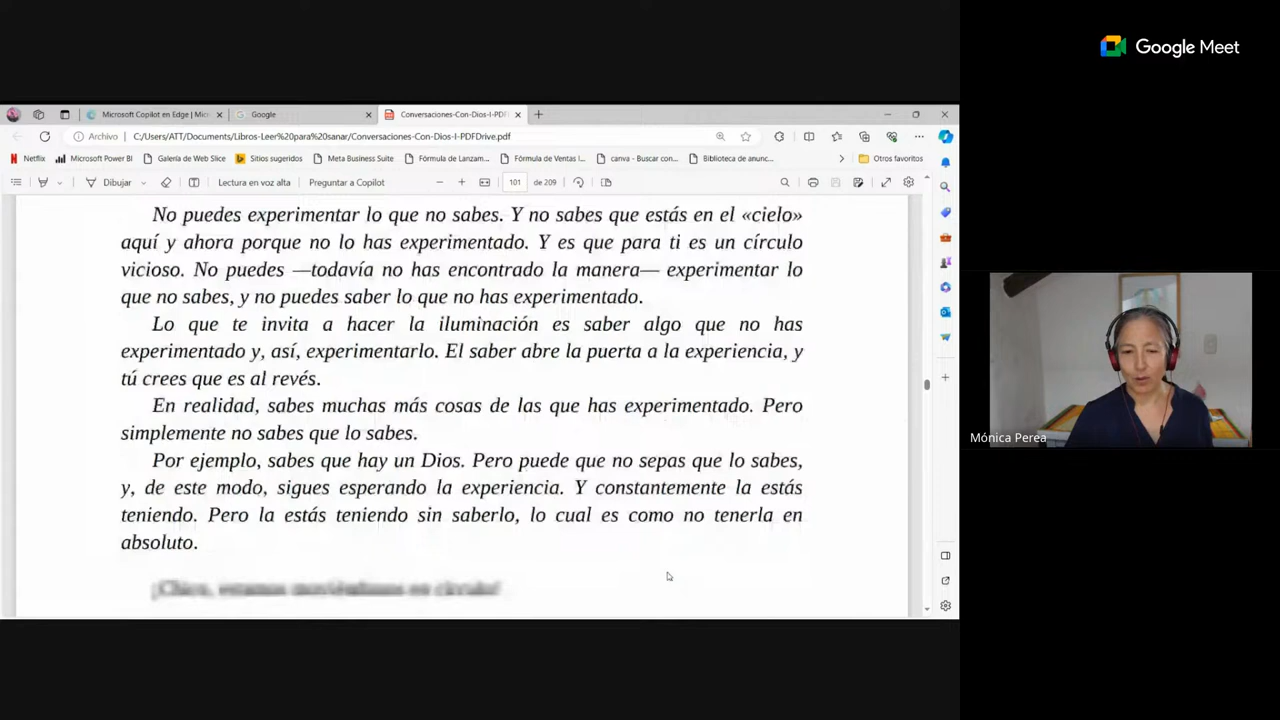 Google Meet
Microsoft Copilot en Edge | Micr
Google
Conversaciones-Con-Dios-I-PDFD
Archivo
C:/Users/ATT/Documents/Libros-Leer%20para%20sanar/Conversaciones-Con-Dios-I-PDFDrive.pdf
Netflix
Microsoft Power BI
Galería de Web Slice
Sitios sugeridos
Meta Business Suite
Fórmula de Lanzam...
Fórmula de Ventas I...
canva - Buscar con...
Biblioteca de anunc...
Otros favoritos
Dibujar
Lectura en voz alta
Preguntar a Copilot
101 de 209
No puedes experimentar lo que no sabes. Y no sabes que estás en el «cielo»
aquí y ahora porque no lo has experimentado. Y es que para ti es un círculo
vicioso. No puedes —todavía no has encontrado la manera— experimentar lo
que no sabes, y no puedes saber lo que no has experimentado.
Lo que te invita a hacer la iluminación es saber algo que no has
experimentado y, así, experimentarlo. El saber abre la puerta a la experiencia, y
tú crees que es al revés.
En realidad, sabes muchas más cosas de las que has experimentado. Pero
simplemente no sabes que lo sabes.
Por ejemplo, sabes que hay un Dios. Pero puede que no sepas que lo sabes,
y, de este modo, sigues esperando la experiencia. Y constantemente la estás
teniendo. Pero la estás teniendo sin saberlo, lo cual es como no tenerla en
absoluto.
Mónica Perea